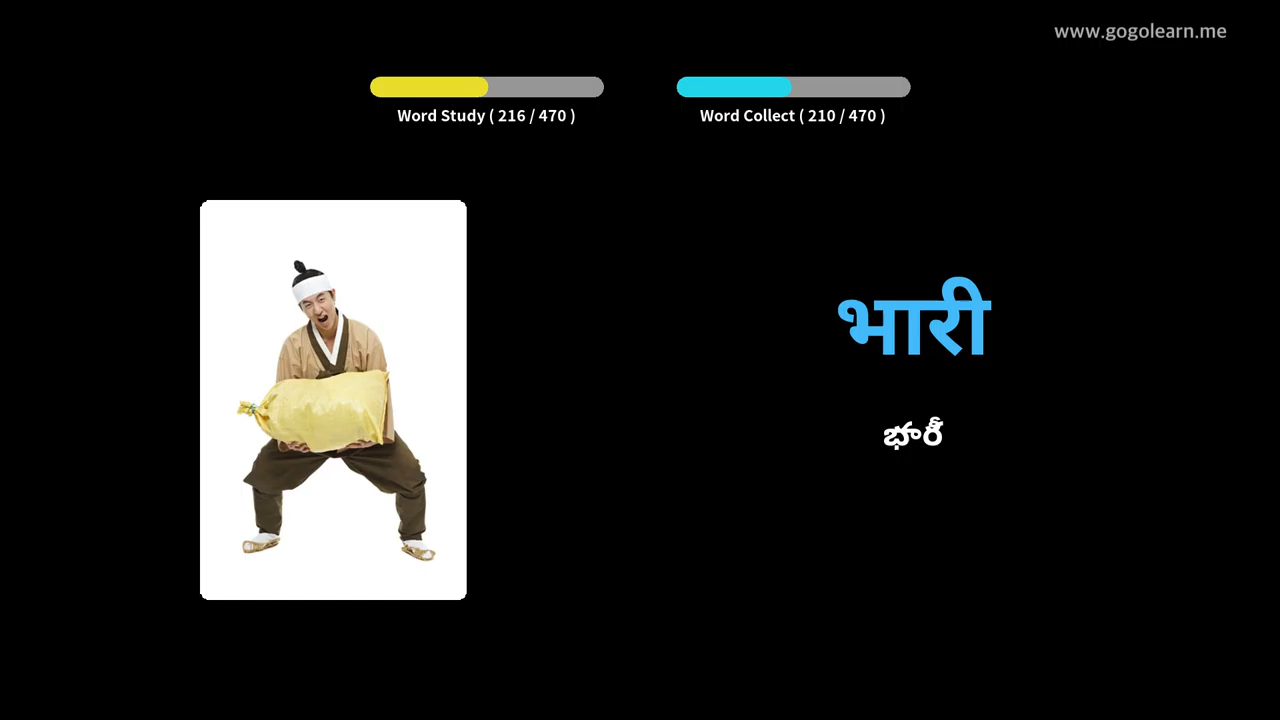 www.gogolearn.me
Word Study ( 216 / 470 )
Word Collect ( 210 / 470 )
भारी
భారీ